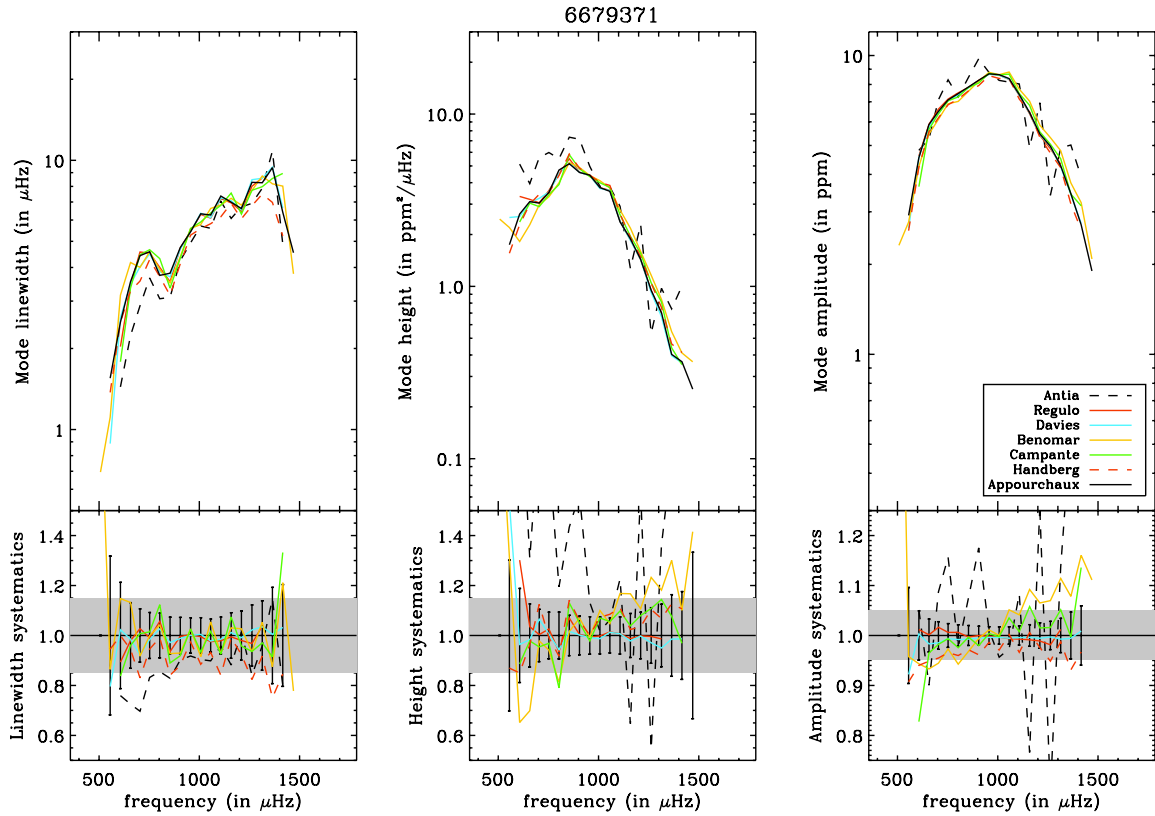 6679371
Mode linewidth (in μHz)
10
1
Mode height (in ppm²/μHz)
10.0
1.0
0.1
Mode amplitude (in ppm)
10
1
Antia
Regulo
Davies
Benomar
Campante
Handberg
Appourchaux
Linewidth systematics
1.4
1.2
1.0
0.8
0.6
500 1000 1500
frequency (in μHz)
Height systematics
1.4
1.2
1.0
0.8
0.6
500 1000 1500
frequency (in μHz)
Amplitude systematics
1.2
1.1
1.0
0.9
0.8
500 1000 1500
frequency (in μHz)